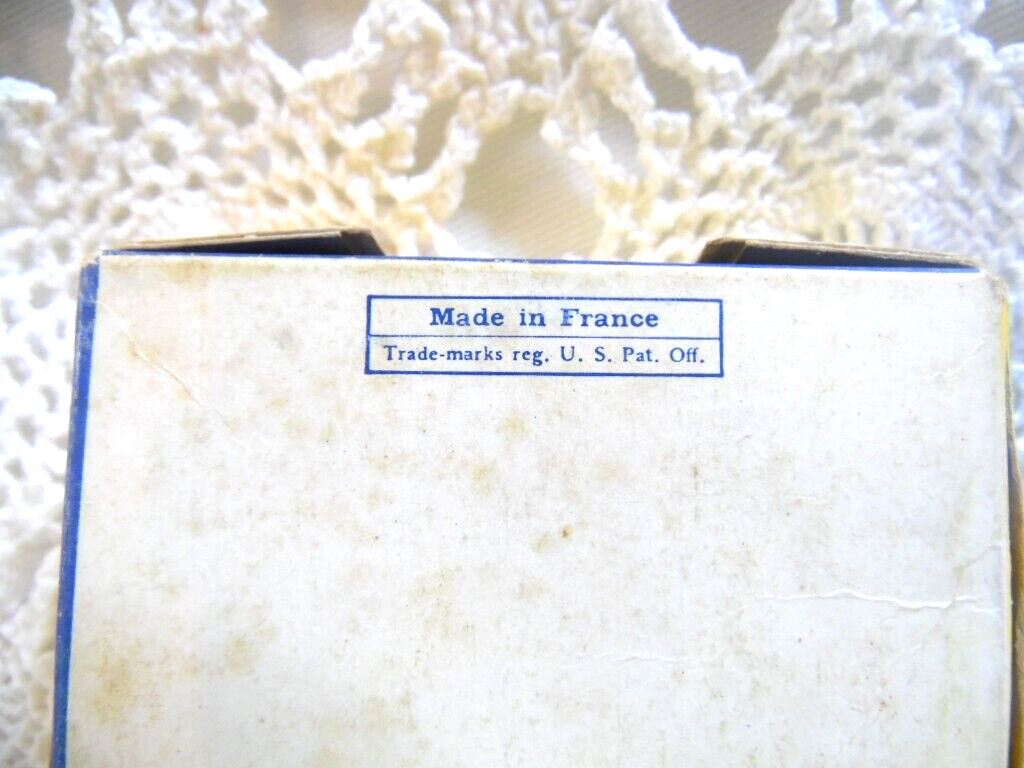 Made in France
Trade-marks reg. U. S. Pat. Off.